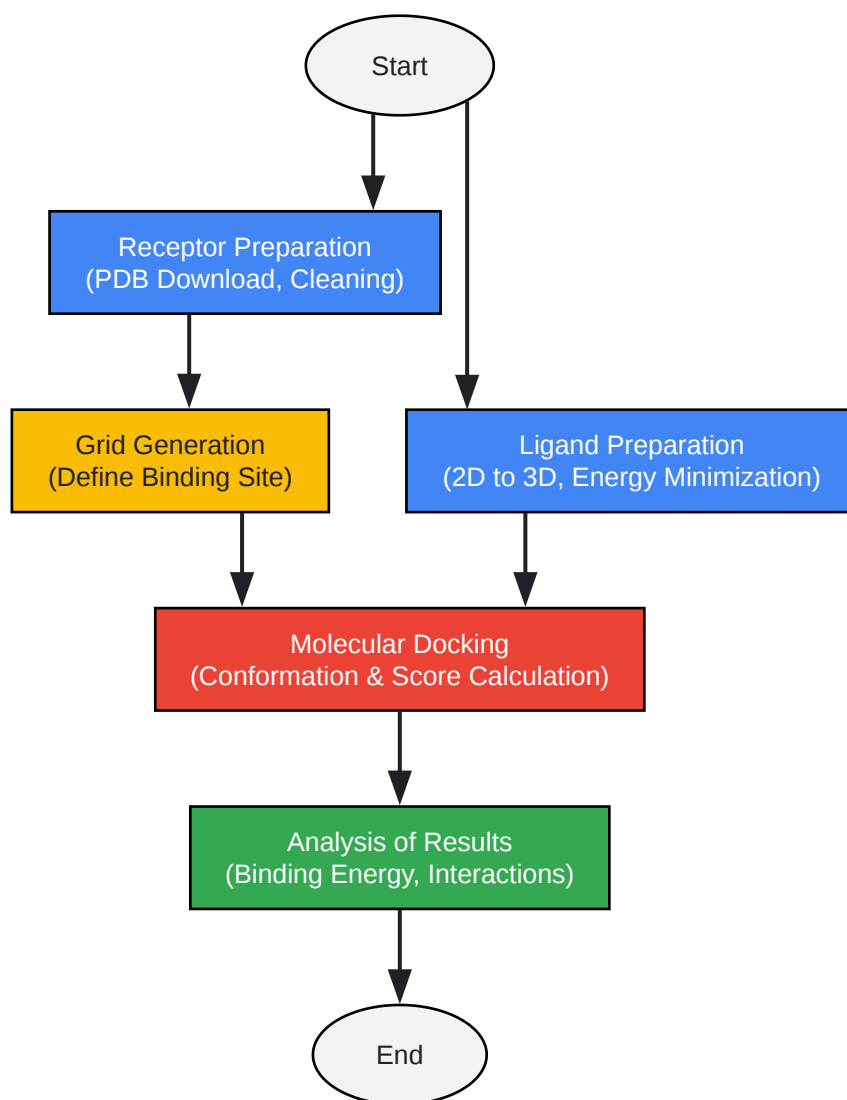 Start
Receptor Preparation
(PDB Download, Cleaning)
Grid Generation
(Define Binding Site)
Ligand Preparation
(2D to 3D, Energy Minimization)
Molecular Docking
(Conformation & Score Calculation)
Analysis of Results
(Binding Energy, Interactions)
End